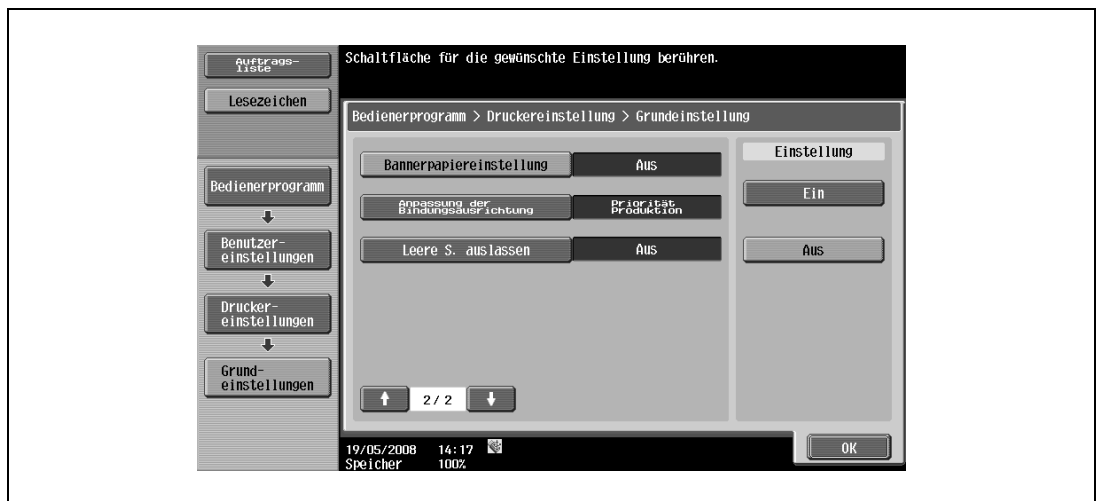 Auftrags-
liste
Lesezeichen
Bedienerprogramm
Benutzer-
einstellungen
Drucker-
einstellungen
Grund-
einstellungen
Schaltfläche für die gewünschte Einstellung berühren.
Bedienerprogramm > Druckereinstellung > Grundeinstellung
Bannerpapiereinstellung Aus
Anpassung der
Bindungsausrichtung
Priorität
Produktion
Leere S. auslassen Aus
2/2
Einstellung
Ein
Aus
19/05/2008 14:17
Speicher 100%
OK